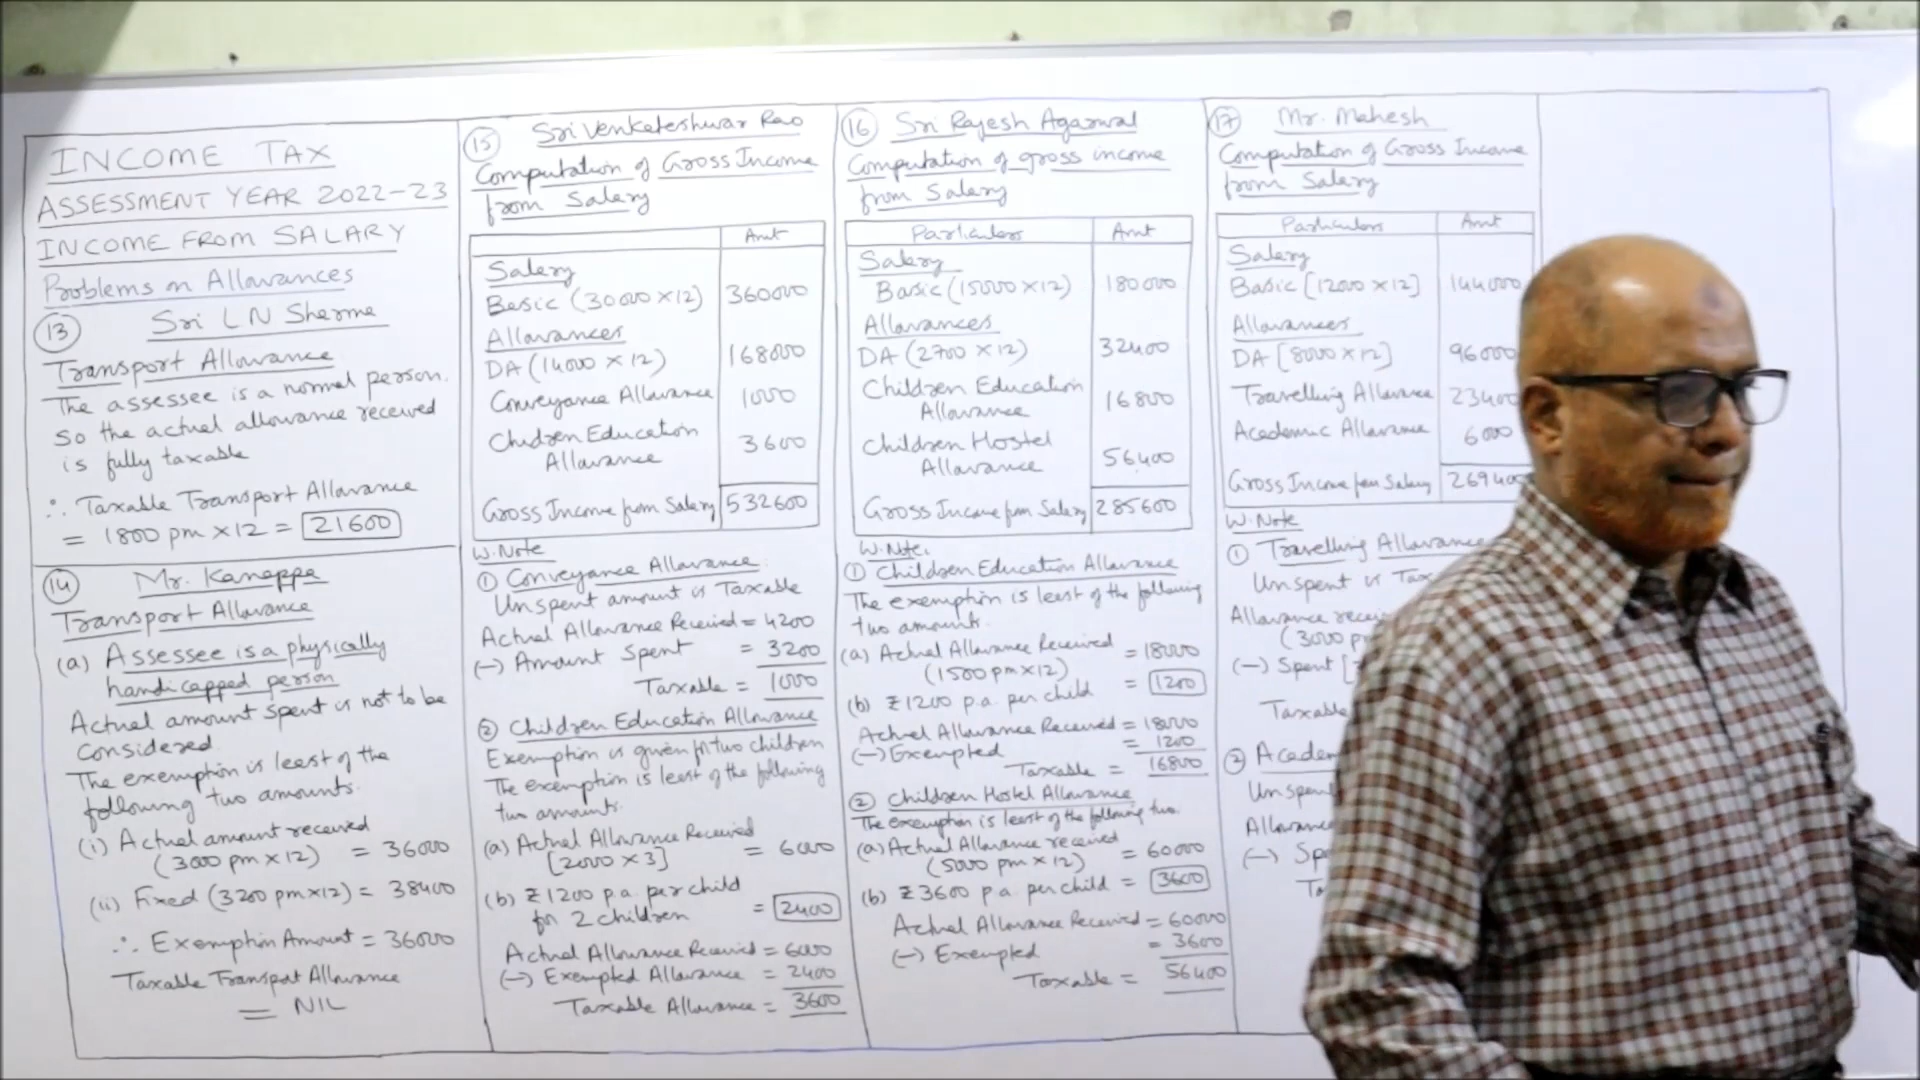 INCOME TAX
ASSESSMENT YEAR 2022-23
INCOME FROM SALARY
Problems on Allowances
(13) Sri LN Sharma
Transport Allowance
The assessee is a normal person.
So the actual allowance received
is fully taxable
∴ Taxable Transport Allowance
= 1800 pm × 12 = 21600
(14) Mr. Kanappa
Transport Allowance
(a) Assessee is a physically
handicapped person
Actual amount spent is not to be
considered.
The exemption is least of the
following two amounts.
(i) Actual amount received
(3000 pm × 12) = 36000
(ii) Fixed (3200 pm × 12) = 38400
∴ Exemption Amount = 36000
Taxable Transport Allowance
= NIL
(15) Sri Venkateshwar Rao
Computation of Gross Income
from Salary
Amt
Salary
Basic (30000 × 12) 360000
Allowances
DA (14000 × 12) 168000
Conveyance Allowance 1000
Chidren Education
Allowance 3600
Gross Income from Salary 532600
W.Note
(1) Conveyance Allowance
Unspent amount is Taxable
Actual Allowance Received = 4200
(-) Amount Spent = 3200
Taxable = 1000
(2) Children Education Allowance
Exemption is given for two children
The exemption is least of the following
two amounts.
(a) Actual Allowance Received
[2000 × 3] = 6000
(b) ₹1200 p.a. per child
for 2 children = 2400
Actual Allowance Received = 6000
(-) Exempted Allowance = 2400
Taxable Allowance = 3600
(16) Sri Rajesh Agarwal
Computation of gross income
from Salary
Particulars Amt
Salary
Basic (15000 × 12) 180000
Allowances
DA (2700 × 12) 32400
Children Education
Allowance 16800
Children Hostel
Allowance 56400
Gross Income from Salary 285600
W.Note.
(1) Children Education Allowance
The exemption is least of the following
two amounts.
(a) Actual Allowance Received
(1500 pm × 12) = 18000
(b) ₹1200 p.a. per child = 1200
Actual Allowance Received = 18000
(-) Exempted = 1200
Taxable = 16800
(2) Children Hostel Allowance
The exemption is least of the following two.
(a) Actual Allowance received
(5000 pm × 12) = 60000
(b) ₹3600 p.a. per child = 3600
Actual Allowance Received = 60000
(-) Exempted = 3600
Taxable = 56400
(17) Mr. Mahesh
Computation of Gross Income
from Salary
Particulars Amt
Salary
Basic [12000 × 12] 144000
Allowances
DA [8000 × 12] 96000
Travelling Allowance 23400
Academic Allowance 6000
Gross Income from Salary 269400
W.Note
(1) Travelling Allowance
Unspent is Tax
Allowance recei
(3000 p
(-) Spent [
Taxable
(2) Academ
Unspen
Allowance
(-) Sp
Ta